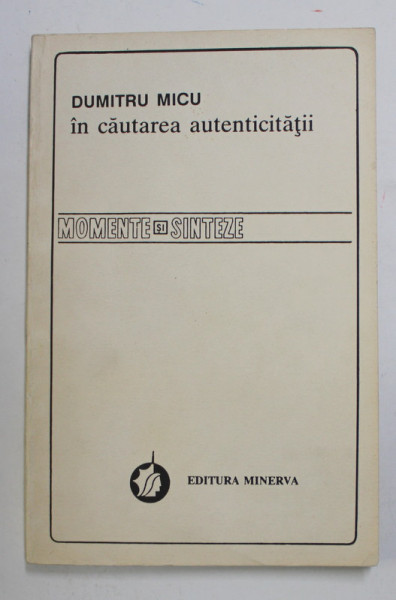 DUMITRU MICU
în căutarea autenticităţii
MOMENTE ŞI SINTEZE
EDITURA MINERVA